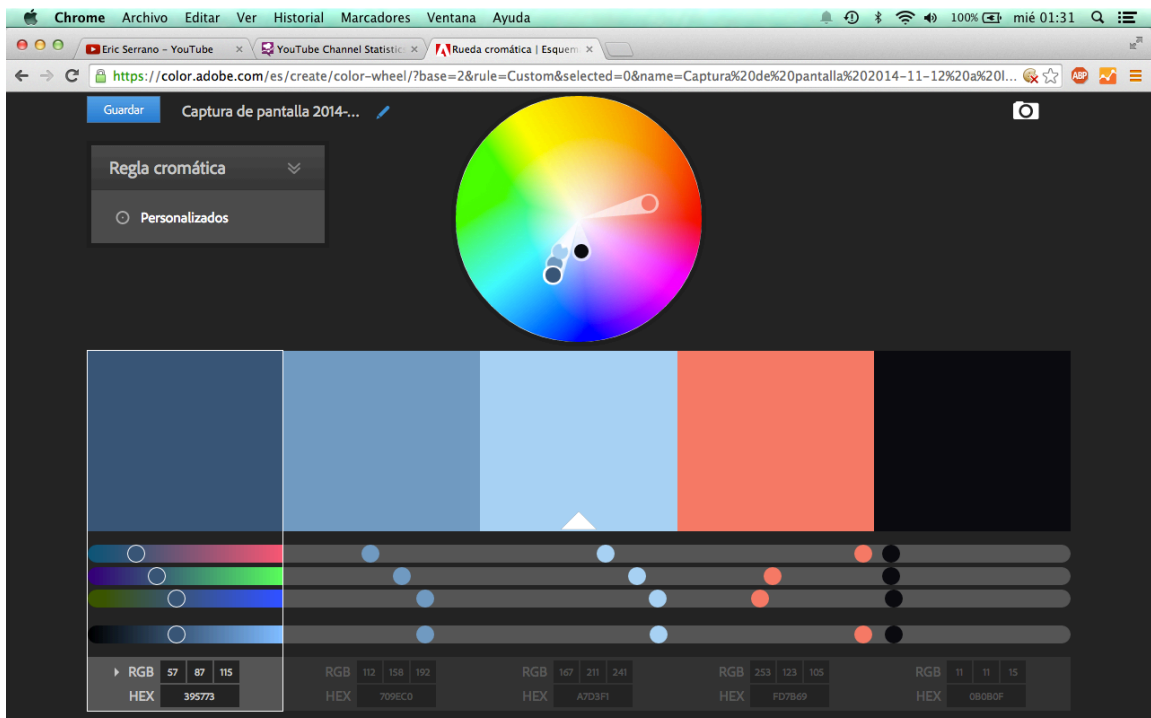 Chrome Archivo Editar Ver Historial Marcadores Ventana Ayuda 100% mié 01:31
Eric Serrano - YouTube × YouTube Channel Statistic × Rueda cromática | Esquem ×
https://color.adobe.com/es/create/color-wheel/?base=2&rule=Custom&selected=0&name=Captura%20de%20pantalla%202014-11-12%20a%20l... ABP
Guardar Captura de pantalla 2014-...
Regla cromática
Personalizados
RGB 57 87 115 RGB 112 158 192 RGB 167 211 241 RGB 253 123 105 RGB 11 11 15
HEX 395773 HEX 709EC0 HEX A7D3F1 HEX FD7B69 HEX 0B0B0F